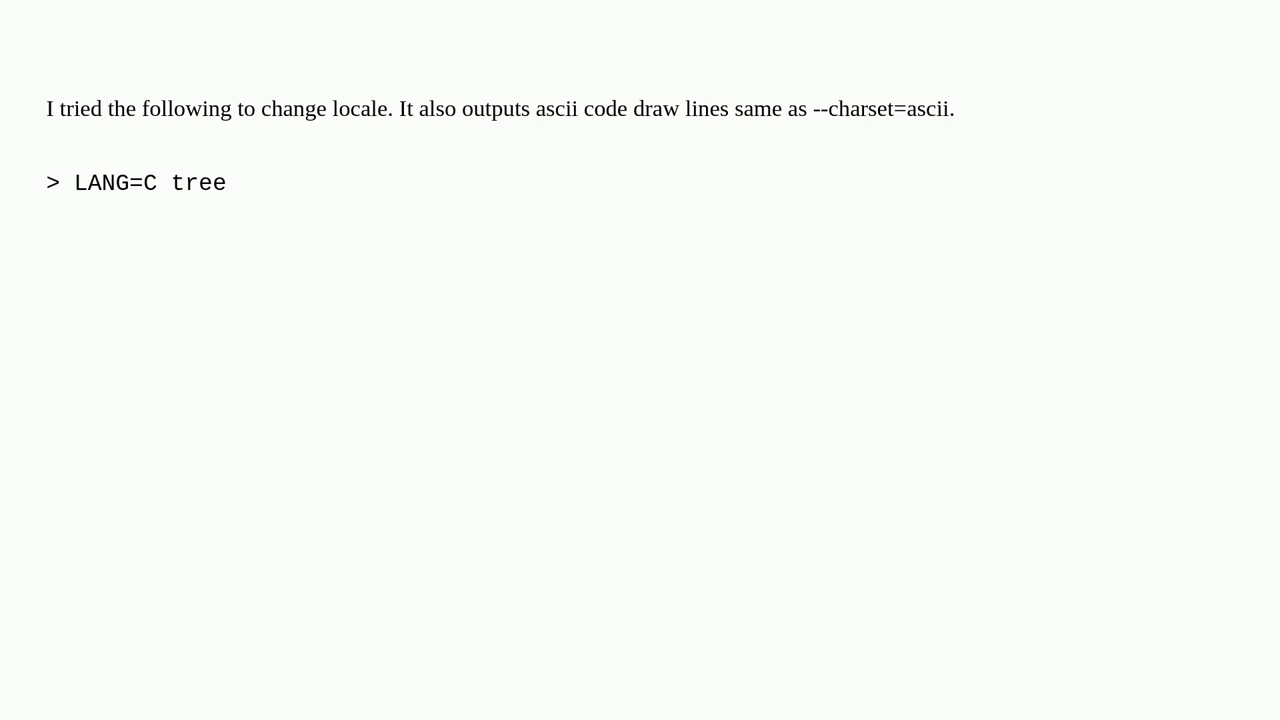 I tried the following to change locale. It also outputs ascii code draw lines same as --charset=ascii.
> LANG=C tree